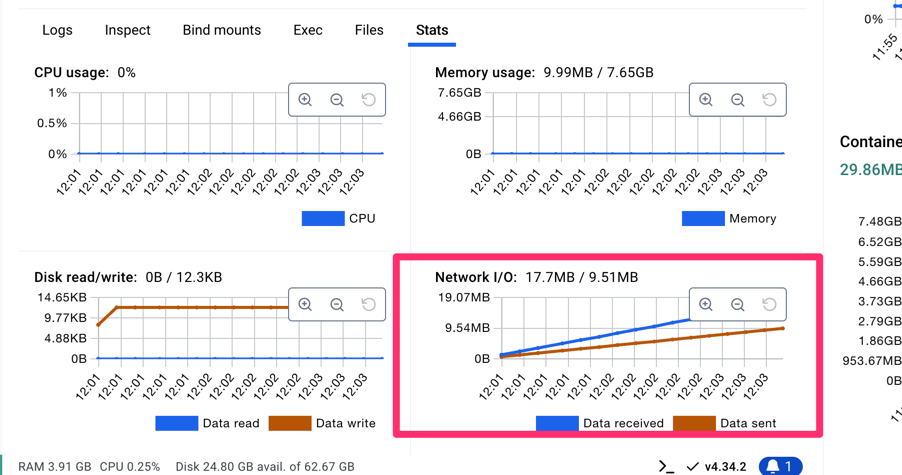 0%
11:55
Logs Inspect Bind mounts Exec Files Stats
CPU usage: 0%
1%
0.5%
0%
12:01 12:01 12:01 12:01 12:01 12:01 12:02 12:02 12:02 12:02 12:02 12:03 12:03 12:03
CPU
Memory usage: 9.99MB / 7.65GB
7.65GB
4.66GB
0B
12:01 12:01 12:01 12:01 12:01 12:01 12:02 12:02 12:02 12:02 12:02 12:03 12:03
Memory
Containe
29.86MB
Disk read/write: 0B / 12.3KB
14.65KB
9.77KB
4.88KB
0B
12:01 12:01 12:01 12:01 12:01 12:02 12:02 12:02 12:02 12:02 12:03 12:03 12:03
Data read Data write
Network I/O: 17.7MB / 9.51MB
19.07MB
9.54MB
0B
12:01 12:01 12:01 12:01 12:01 12:02 12:02 12:02 12:02 12:02 12:03 12:03 12:03
Data received Data sent
7.48GB
6.52GB
5.59GB
4.66GB
3.73GB
2.79GB
1.86GB
953.67MB
0B
RAM 3.91 GB CPU 0.25% Disk 24.80 GB avail. of 62.67 GB
v4.34.2
1